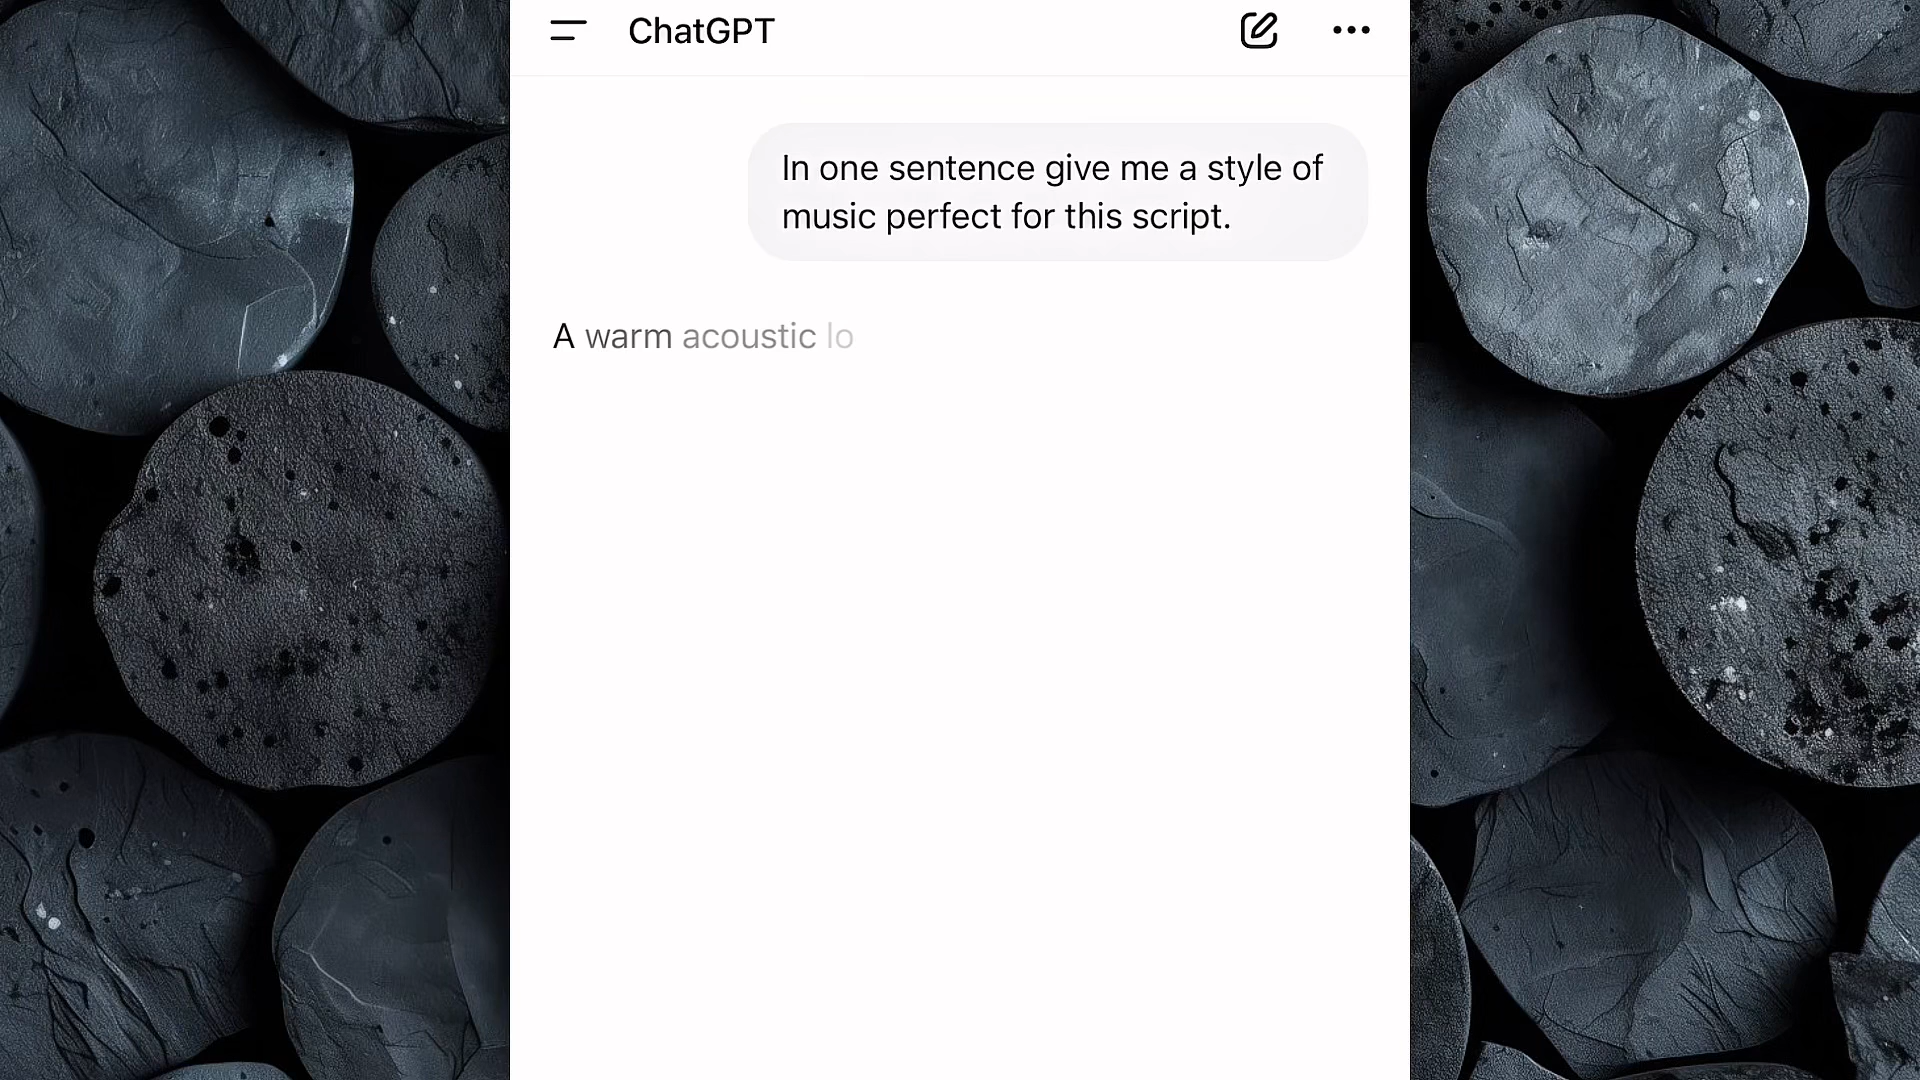 ChatGPT
In one sentence give me a style of
music perfect for this script.
A warm acoustic lo